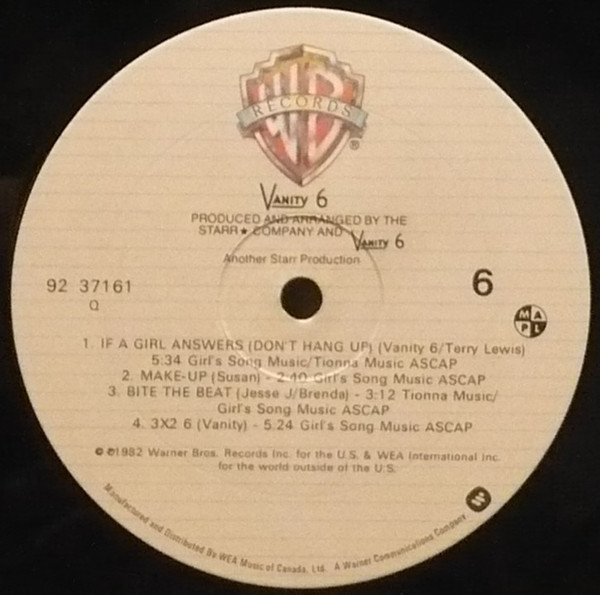 WB
RECORDS
®
VANITY 6
PRODUCED AND ARRANGED BY THE
STARR★ COMPANY AND VANITY 6
Another Starr Production
92 37161
Q
6
M A
P L
1. IF A GIRL ANSWERS (DON'T HANG UP) (Vanity 6/Terry Lewis)
5:34 Girl's Song Music/Tionna Music ASCAP
2. MAKE-UP (Susan) - 2:40 Girl's Song Music ASCAP
3. BITE THE BEAT (Jesse J/Brenda) - 3:12 Tionna Music/
Girl's Song Music ASCAP
4. 3X2 6 (Vanity) - 5:24 Girl's Song Music ASCAP
©℗1982 Warner Bros. Records Inc. for the U.S. & WEA International Inc.
for the world outside of the U.S.
Manufactured and Distributed By WEA Music of Canada, Ltd. A Warner Communications Company